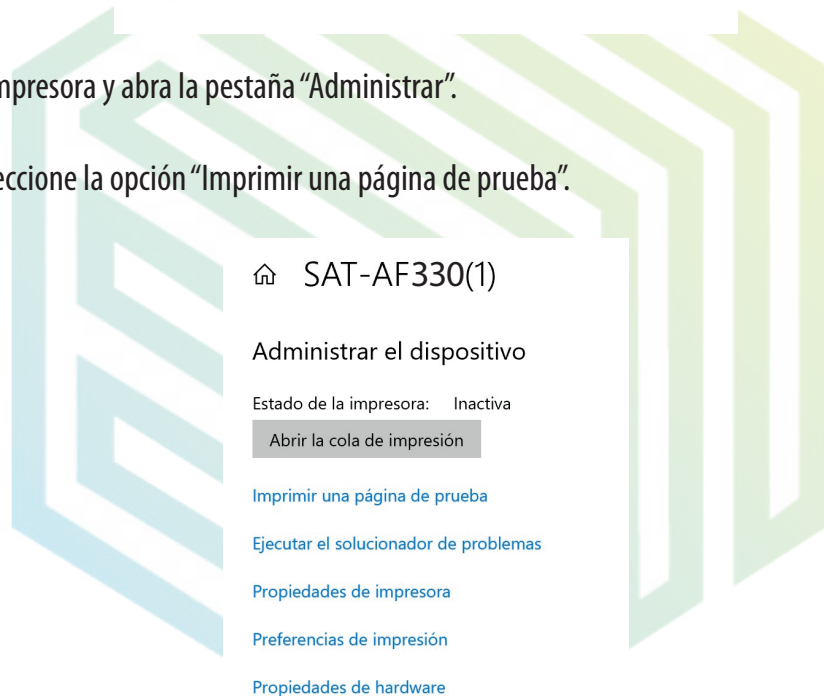 mpresora y abra la pestaña “Administrar”.
eccione la opción “Imprimir una página de prueba”.
SAT-AF330(1)
Administrar el dispositivo
Estado de la impresora: Inactiva
Abrir la cola de impresión
Imprimir una página de prueba
Ejecutar el solucionador de problemas
Propiedades de impresora
Preferencias de impresión
Propiedades de hardware